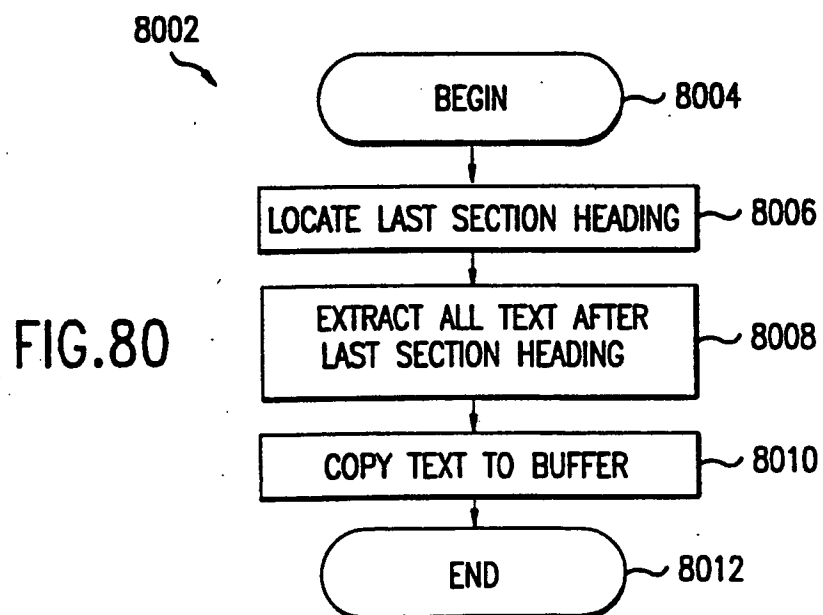 8002
BEGIN
8004
LOCATE LAST SECTION HEADING
8006
FIG.80
EXTRACT ALL TEXT AFTER
LAST SECTION HEADING
8008
COPY TEXT TO BUFFER
8010
END
8012